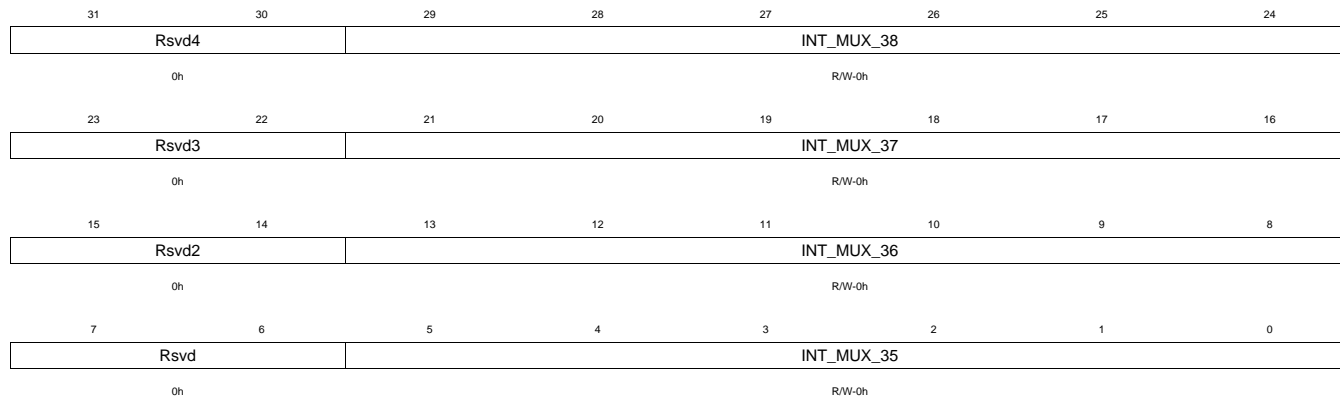 31 30 29 28 27 26 25 24
Rsvd4 INT_MUX_38
0h R/W-0h
23 22 21 20 19 18 17 16
Rsvd3 INT_MUX_37
0h R/W-0h
15 14 13 12 11 10 9 8
Rsvd2 INT_MUX_36
0h R/W-0h
7 6 5 4 3 2 1 0
Rsvd INT_MUX_35
0h R/W-0h